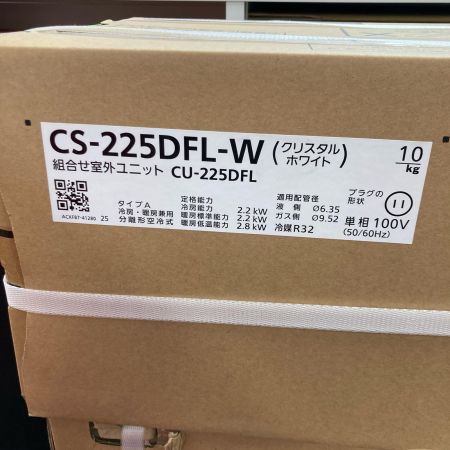 CS-225DFL-W (クリスタルホワイト)
10 kg
組合せ室外ユニット CU-225DFL
ACXF87-41280 25
タイプA
冷房・暖房兼用
分離形空冷式
定格能力
冷房能力 2.2 kW
暖房標準能力 2.2 kW
暖房低温能力 2.8 kW
適用配管径
液 側 Ø6.35
ガス側 Ø9.52
冷媒R32
プラグの形状
単相 100V
(50/60Hz)